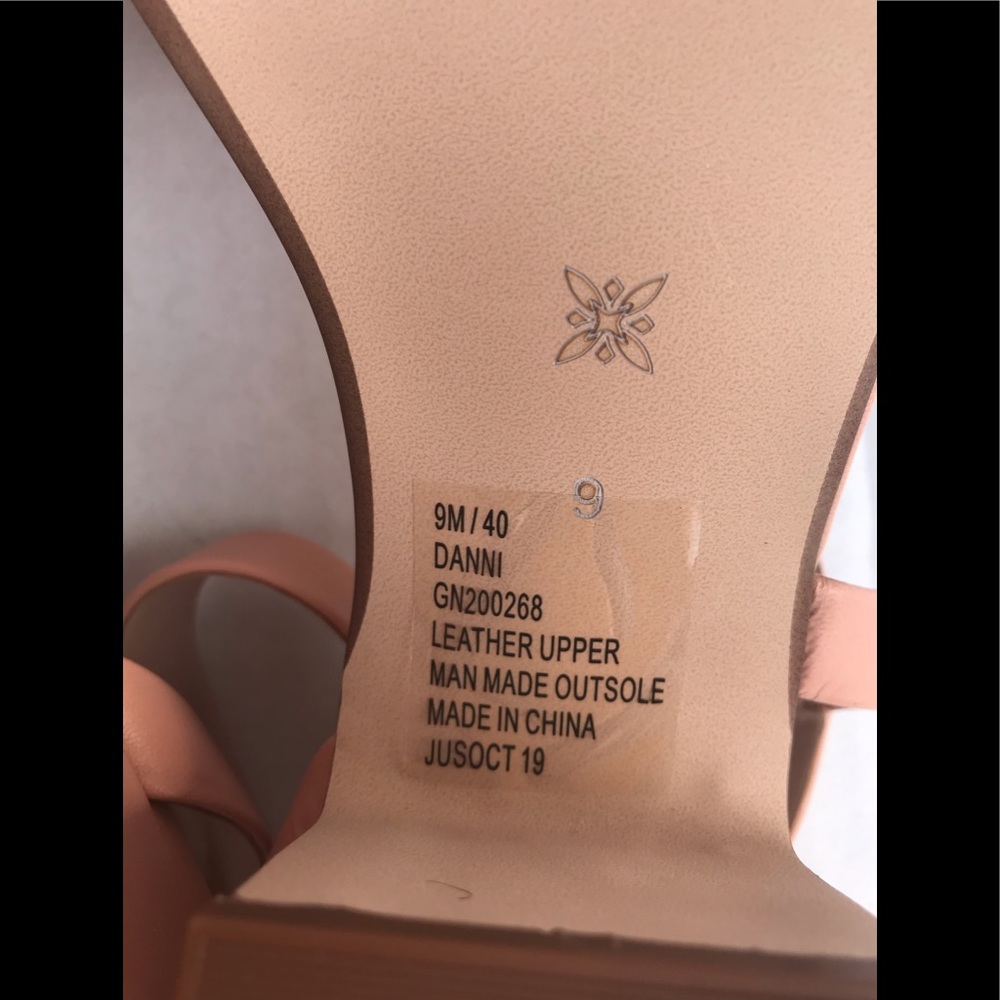 9
9M / 40
DANNI
GN200268
LEATHER UPPER
MAN MADE OUTSOLE
MADE IN CHINA
JUSOCT 19